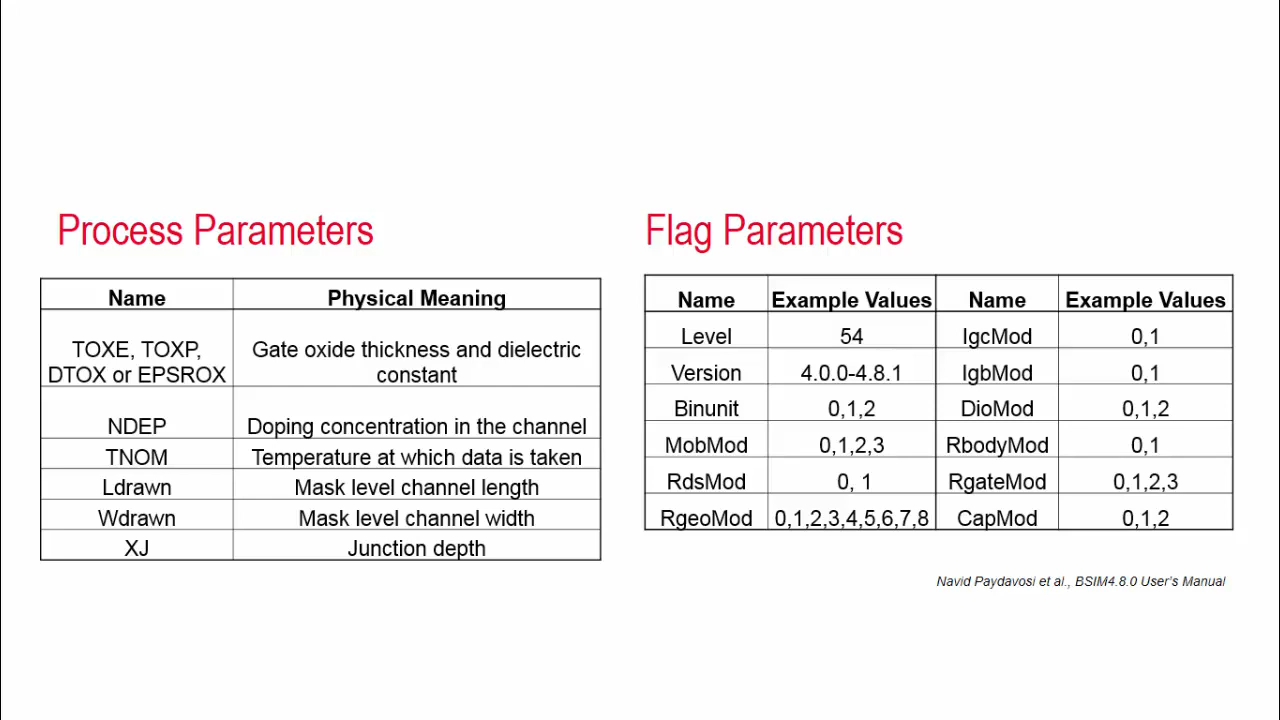 Process Parameters
Name Physical Meaning
TOXE, TOXP,
DTOX or EPSROX
Gate oxide thickness and dielectric
constant
NDEP Doping concentration in the channel
TNOM Temperature at which data is taken
Ldrawn Mask level channel length
Wdrawn Mask level channel width
XJ Junction depth
Flag Parameters
Name Example Values Name Example Values
Level 54 IgcMod 0,1
Version 4.0.0-4.8.1 IgbMod 0,1
Binunit 0,1,2 DioMod 0,1,2
MobMod 0,1,2,3 RbodyMod 0,1
RdsMod 0, 1 RgateMod 0,1,2,3
RgeoMod 0,1,2,3,4,5,6,7,8 CapMod 0,1,2
Navid Paydavosi et al., BSIM4.8.0 User's Manual